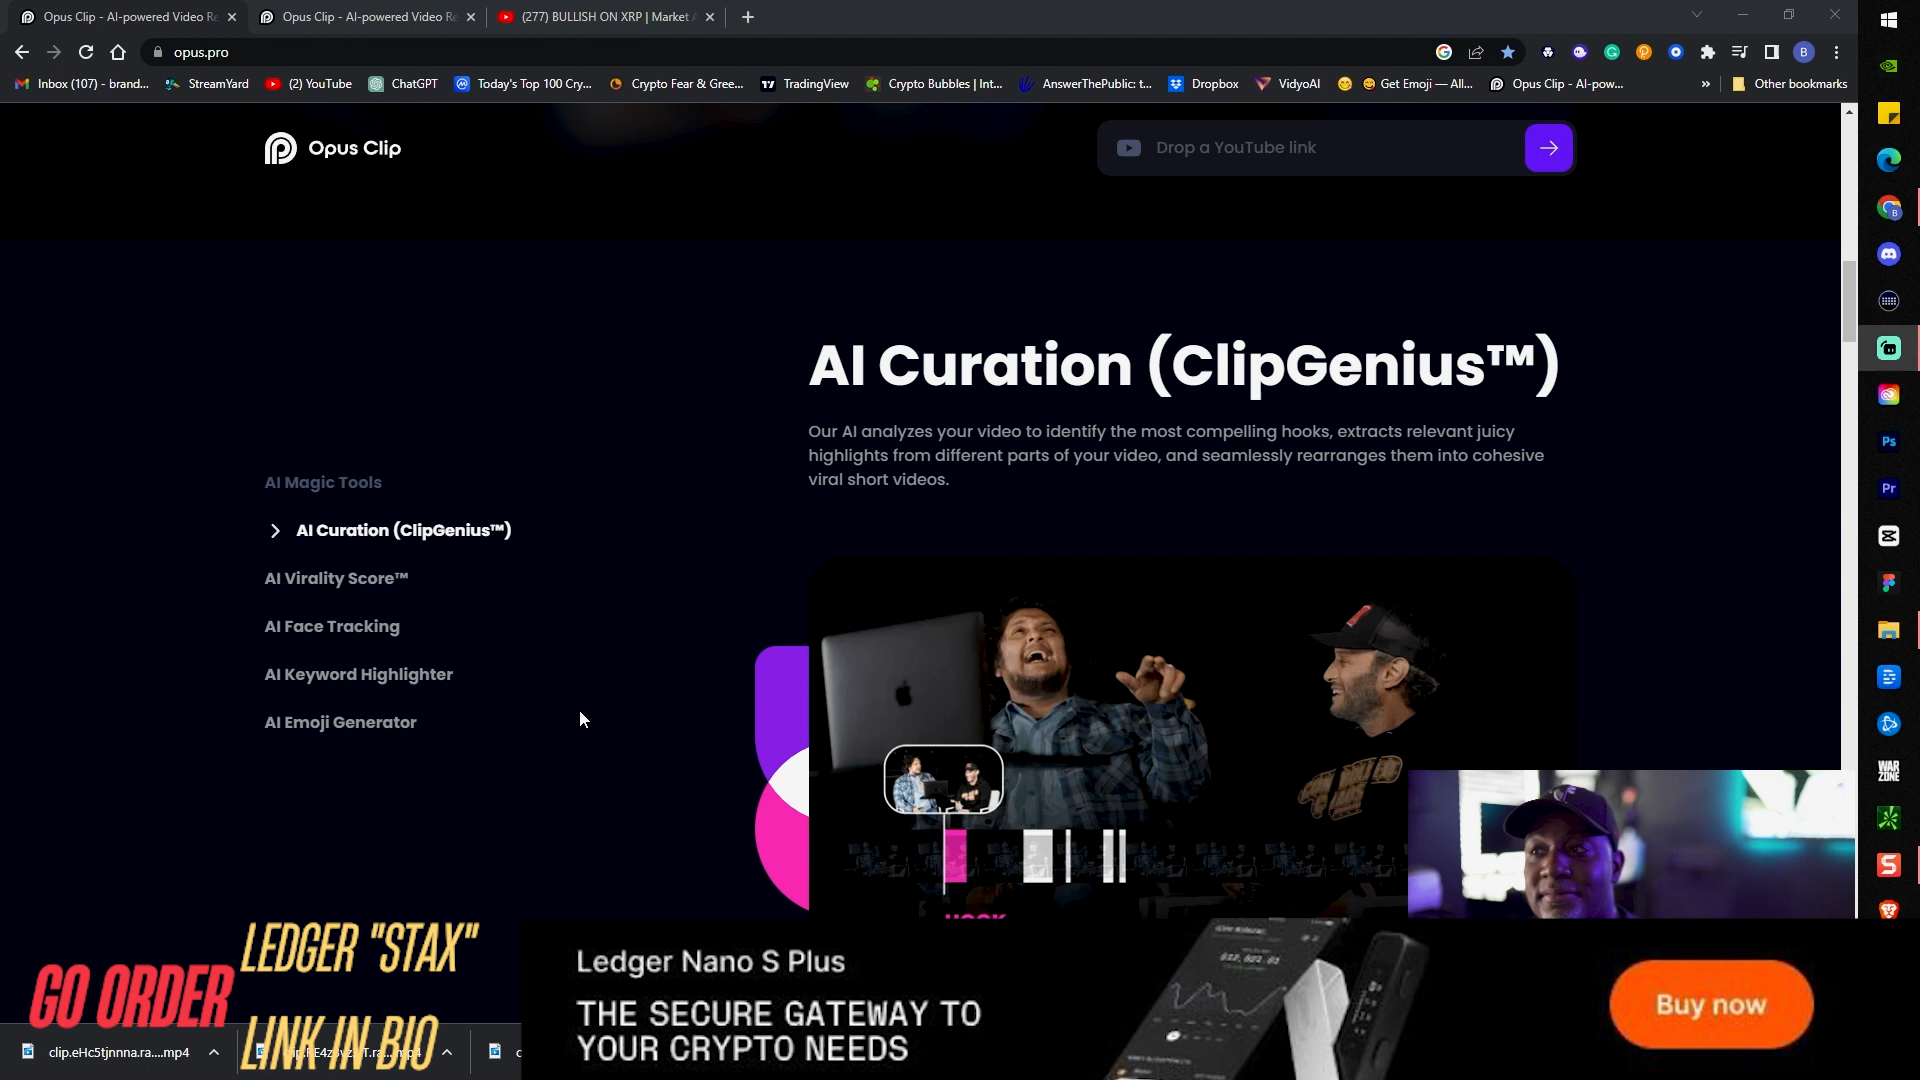 Opus Clip - AI-powered Video Re
Opus Clip - AI-powered Video Re
(277) BULLISH ON XRP | Market
opus.pro
B
Inbox (107) - brand...
StreamYard
(2) YouTube
ChatGPT
Today's Top 100 Cry...
Crypto Fear & Gree...
TradingView
Crypto Bubbles | Int...
AnswerThePublic: t...
Dropbox
VidyoAI
Get Emoji — All...
Opus Clip - AI-pow...
»
Other bookmarks
Opus Clip
Drop a YouTube link
AI Curation (ClipGenius™)
Our AI analyzes your video to identify the most compelling hooks, extracts relevant juicy
highlights from different parts of your video, and seamlessly rearranges them into cohesive
viral short videos.
AI Magic Tools
AI Curation (ClipGenius™)
AI Virality Score™
AI Face Tracking
AI Keyword Highlighter
AI Emoji Generator
Ps
Pr
WAR
ZONE
HOOK
GO ORDER
LEDGER "STAX"
LINK IN BIO
Ledger Nano S Plus
THE SECURE GATEWAY TO
YOUR CRYPTO NEEDS
Buy now
clip.eHc5tjnnna.ra....mp4